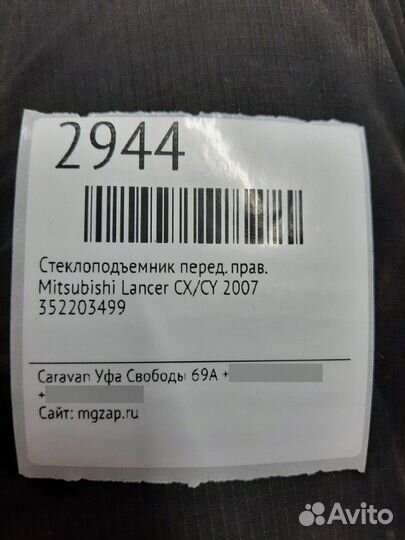 2944
Стеклоподъемник перед. прав.
Mitsubishi Lancer CX/CY 2007
352203499
Caravan Уфа Свободы 69А +
+
Сайт: mgzap.ru
Avito